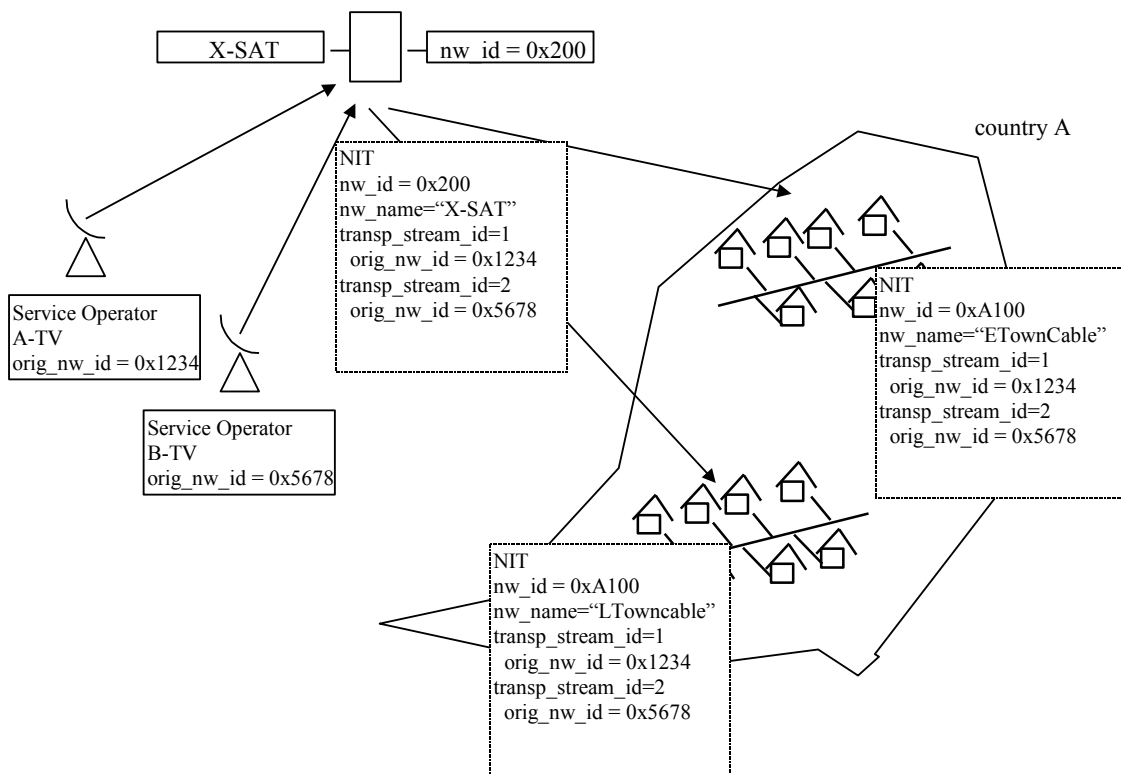 X-SAT
nw_id = 0x200
country A
NIT
nw_id = 0x200
nw_name=“X-SAT”
transp_stream_id=1
orig_nw_id = 0x1234
transp_stream_id=2
orig_nw_id = 0x5678
Service Operator
A-TV
orig_nw_id = 0x1234
Service Operator
B-TV
orig_nw_id = 0x5678
NIT
nw_id = 0xA100
nw_name=“ETownCable”
transp_stream_id=1
orig_nw_id = 0x1234
transp_stream_id=2
orig_nw_id = 0x5678
NIT
nw_id = 0xA100
nw_name=“LTowncable”
transp_stream_id=1
orig_nw_id = 0x1234
transp_stream_id=2
orig_nw_id = 0x5678